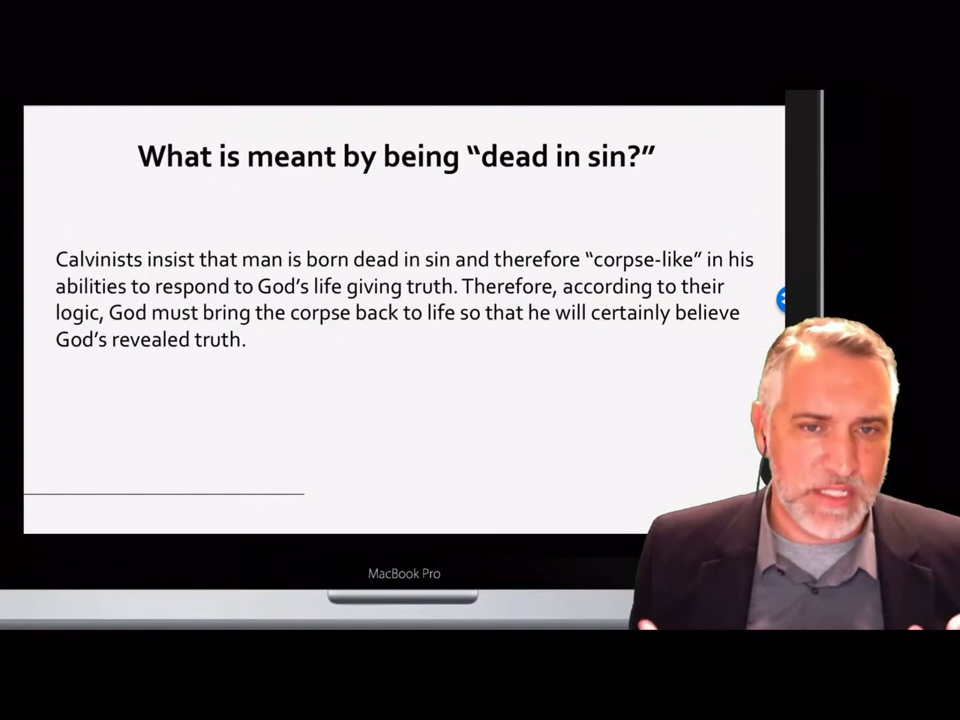 What is meant by being “dead in sin?”
Calvinists insist that man is born dead in sin and therefore “corpse-like” in his
abilities to respond to God’s life giving truth. Therefore, according to their
logic, God must bring the corpse back to life so that he will certainly believe
God’s revealed truth.
MacBook Pro